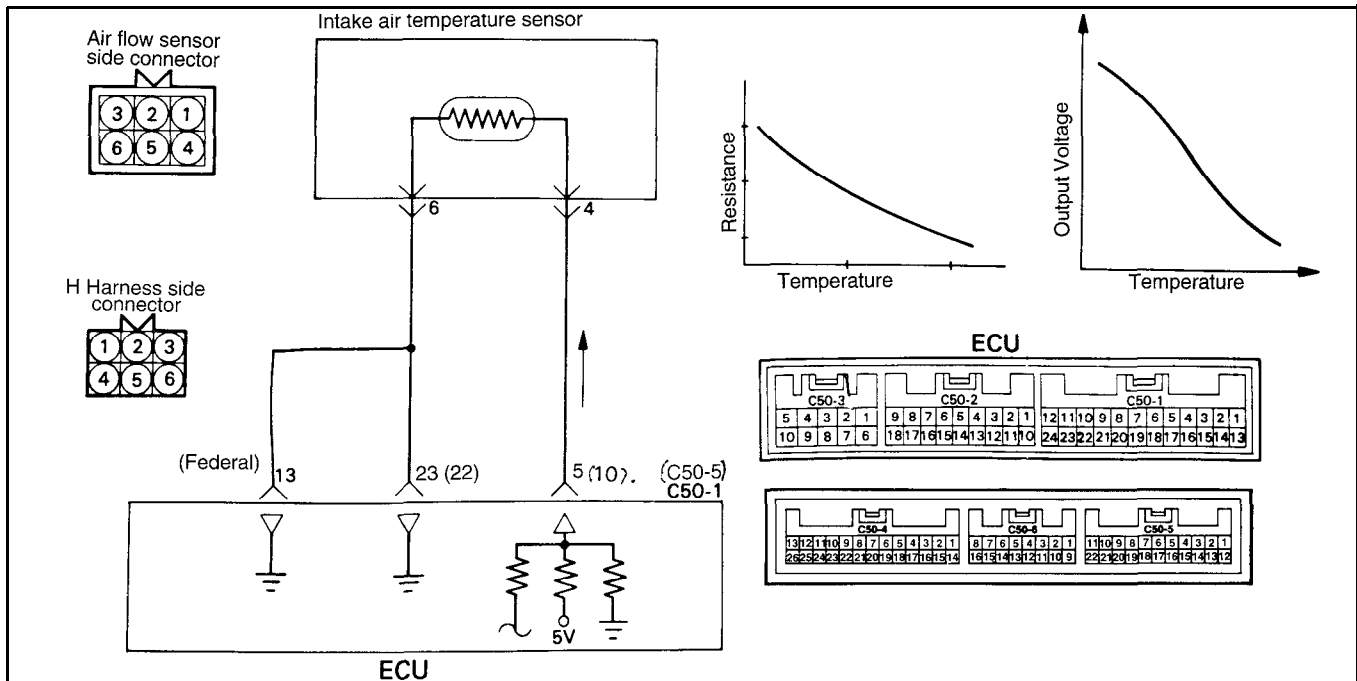 Intake air temperature sensor
Air flow sensor
side connector
3 2 1
6 5 4
6
4
H Harness side
connector
1 2 3
4 5 6
(Federal)
13
23 (22)
5 (10).
(C50-5)
C50-1
5V
ECU
Resistance
Temperature
Output Voltage
Temperature
ECU
C50-3
5 4 3 2 1
10 9 8 7 6
C50-2
9 8 7 6 5 4 3 2 1
18 17 16 15 14 13 12 11 10
C50-1
12 11 10 9 8 7 6 5 4 3 2 1
24 23 22 21 20 19 18 17 16 15 14 13
C50-4
13 12 11 10 9 8 7 6 5 4 3 2 1
26 25 24 23 22 21 20 19 18 17 16 15 14
C50-6
8 7 6 5 4 3 2 1
16 15 14 13 12 11 10 9
C50-5
11 10 9 8 7 6 5 4 3 2 1
22 21 20 19 18 17 16 15 14 13 12